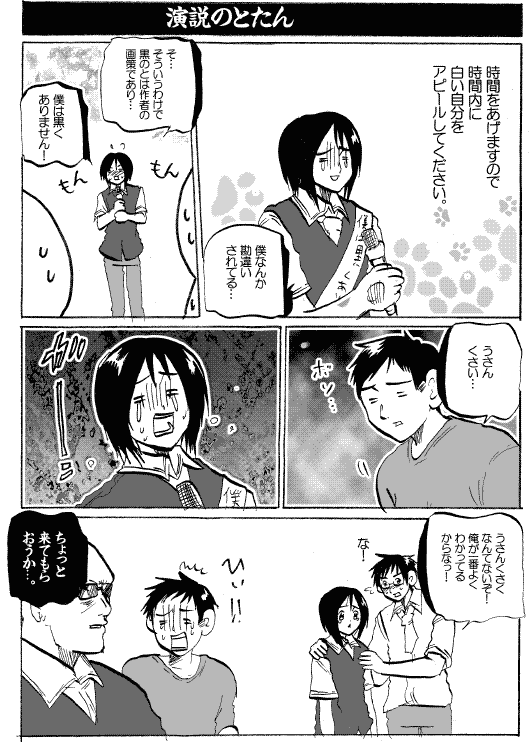 演説のとたん
時間をあげますので
時間内に
白い自分を
アピールしてください。
僕なんか
勘違い
されてる…
そ…
そういうわけで
黒のとは作者の
画策であり…
僕は黒く
ありません!
もん
もん
うさん
くさい…
ボソ…
ガガーーン
僕
うさんくさく
なんてないぞ!
俺が一番よく
わかってる
からなっ!
な!
ひぃ!!
ちょっと
来てもら
おうか…。